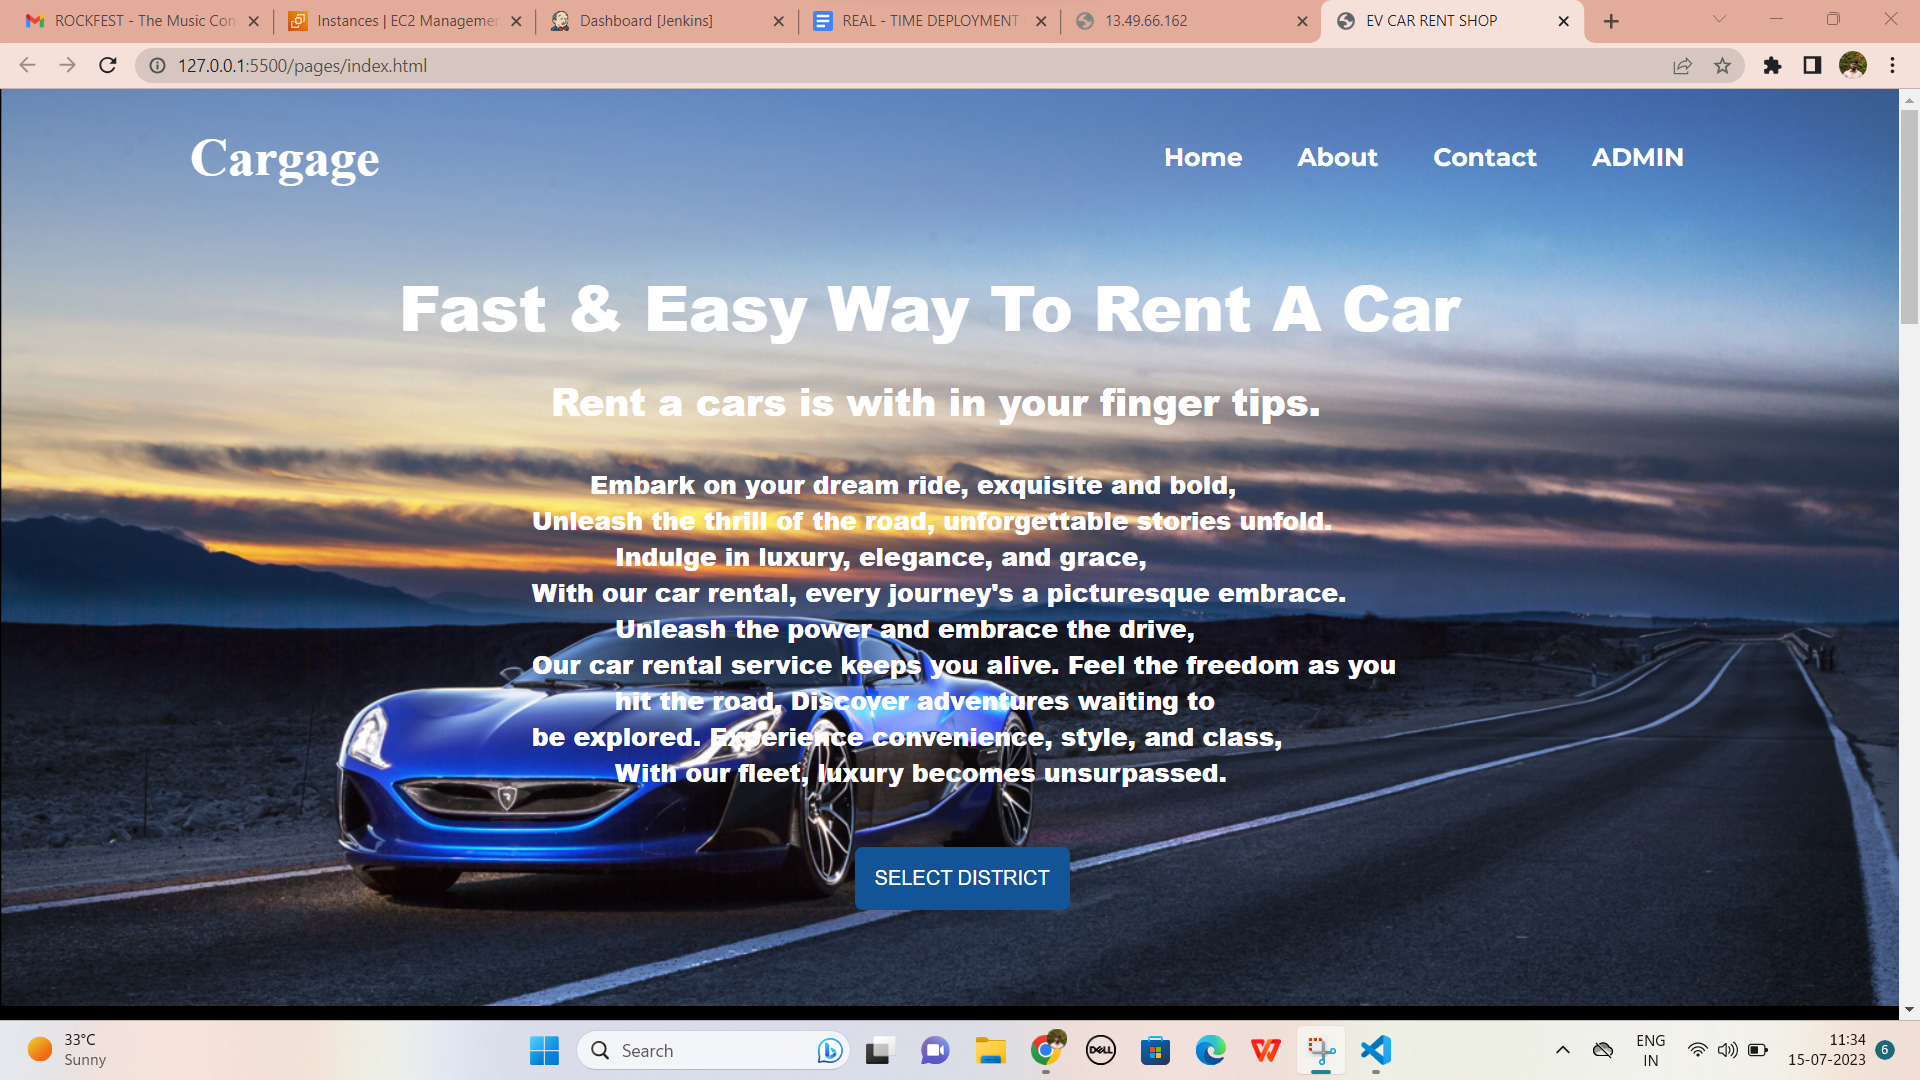 ROCKFEST - The Music Con
Instances | EC2 Managemen
Dashboard [Jenkins]
REAL - TIME DEPLOYMENT
13.49.66.162
EV CAR RENT SHOP
127.0.0.1:5500/pages/index.html
Cargage
Home
About
Contact
ADMIN
Fast & Easy Way To Rent A Car
Rent a cars is with in your finger tips.
Embark on your dream ride, exquisite and bold,
Unleash the thrill of the road, unforgettable stories unfold.
Indulge in luxury, elegance, and grace,
With our car rental, every journey's a picturesque embrace.
Unleash the power and embrace the drive,
Our car rental service keeps you alive. Feel the freedom as you
hit the road, Discover adventures waiting to
be explored. Experience convenience, style, and class,
With our fleet, luxury becomes unsurpassed.
SELECT DISTRICT
33°C
Sunny
Search
DELL
ENG
IN
11:34
15-07-2023
6